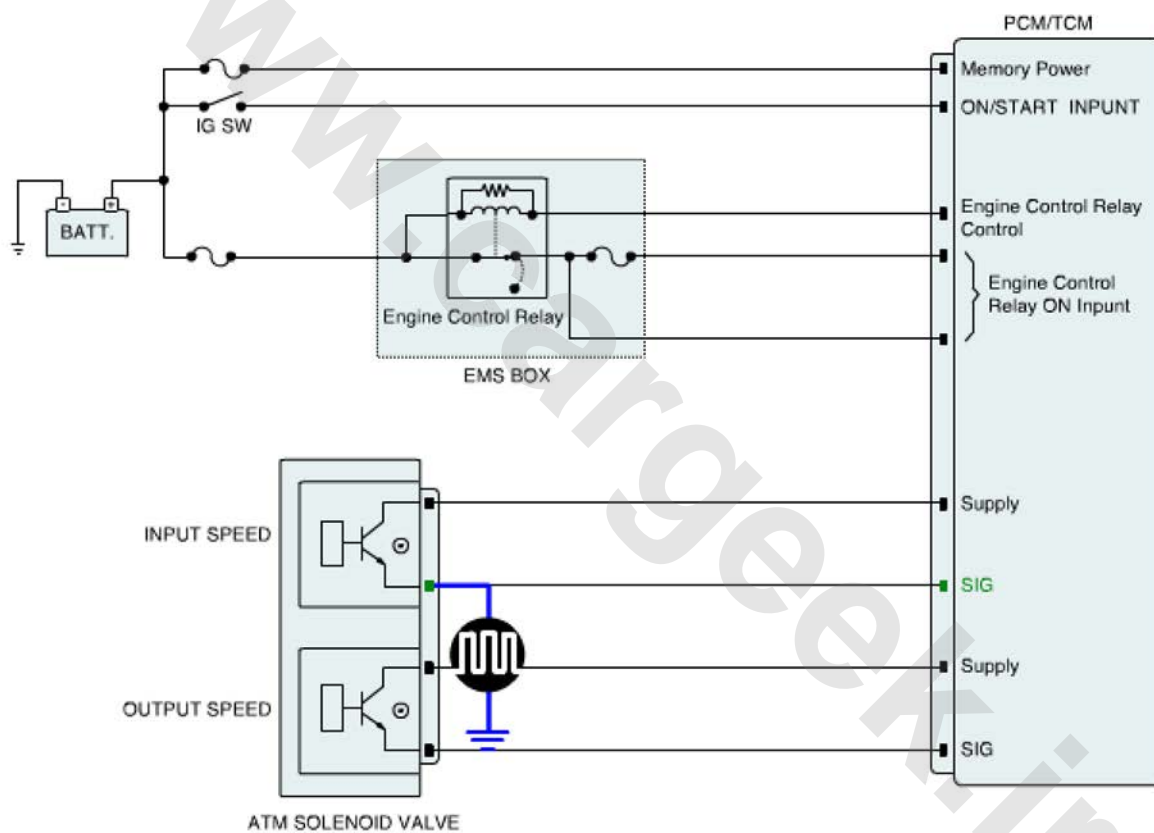 PCM/TCM
Memory Power
ON/START INPUNT
IG SW
Engine Control Relay
Control
- +
BATT.
Engine Control
Relay ON Inpunt
Engine Control Relay
EMS BOX
Supply
INPUT SPEED
SIG
Supply
OUTPUT SPEED
SIG
ATM SOLENOID VALVE
www.cargeek.ir